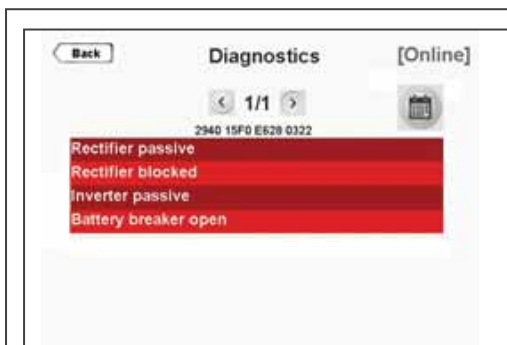 Back Diagnostics [Online]
< 1/1 >
2940 15F0 E628 0322
Rectifier passive
Rectifier blocked
Inverter passive
Battery breaker open